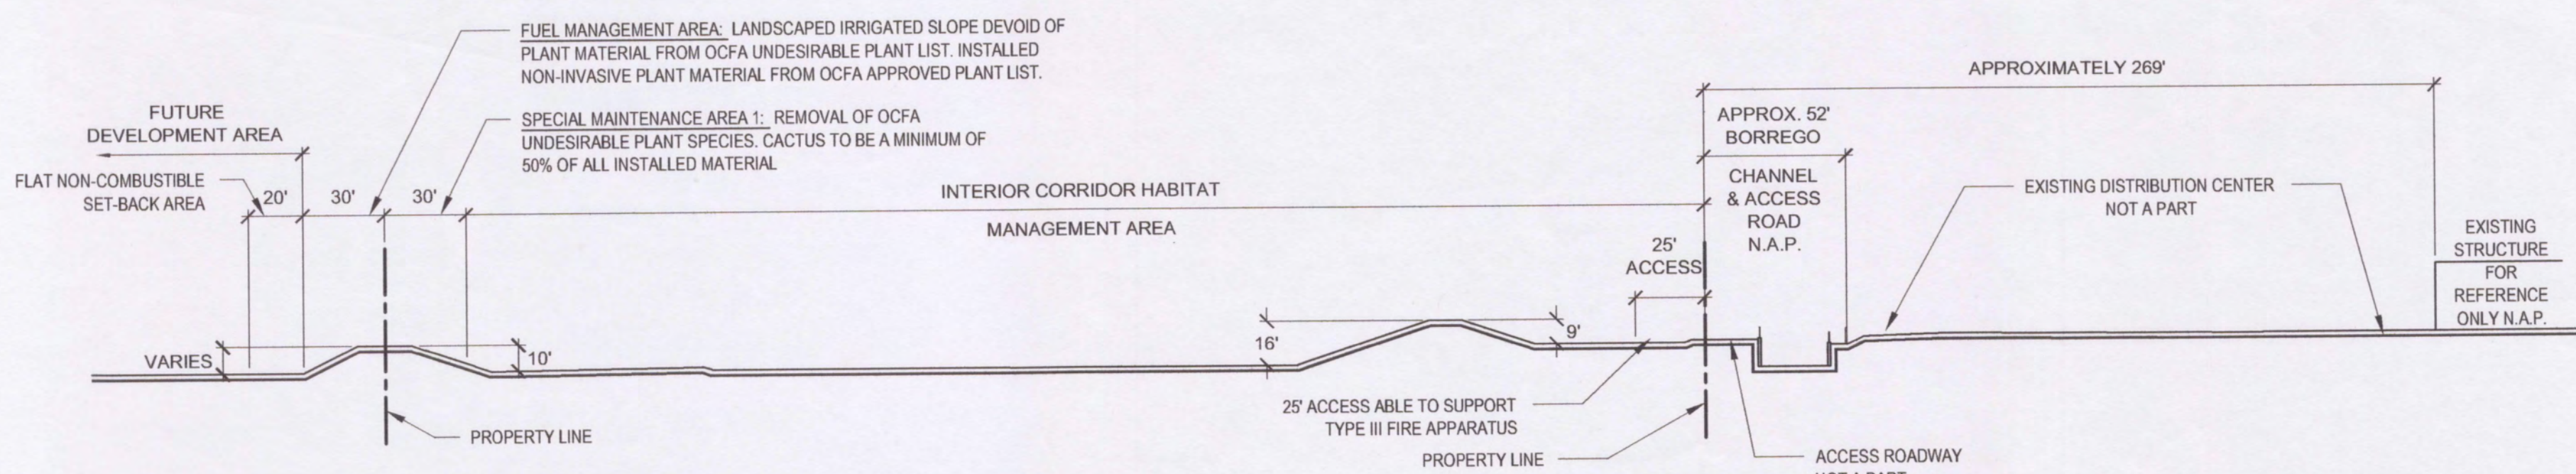 FUEL MANAGEMENT AREA: LANDSCAPED IRRIGATED SLOPE DEVOID OF
PLANT MATERIAL FROM OCFA UNDESIRABLE PLANT LIST. INSTALLED
NON-INVASIVE PLANT MATERIAL FROM OCFA APPROVED PLANT LIST.
SPECIAL MAINTENANCE AREA 1: REMOVAL OF OCFA
UNDESIRABLE PLANT SPECIES. CACTUS TO BE A MINIMUM OF
50% OF ALL INSTALLED MATERIAL
FUTURE
DEVELOPMENT AREA
FLAT NON-COMBUSTIBLE
SET-BACK AREA
20'
30'
30'
INTERIOR CORRIDOR HABITAT
MANAGEMENT AREA
APPROXIMATELY 269'
APPROX. 52'
BORREGO
CHANNEL
& ACCESS
ROAD
N.A.P.
25'
ACCESS
EXISTING DISTRIBUTION CENTER
NOT A PART
EXISTING
STRUCTURE
FOR
REFERENCE
ONLY N.A.P.
VARIES
10'
16'
9'
PROPERTY LINE
25' ACCESS ABLE TO SUPPORT
TYPE III FIRE APPARATUS
PROPERTY LINE
ACCESS ROADWAY
NOT A PART